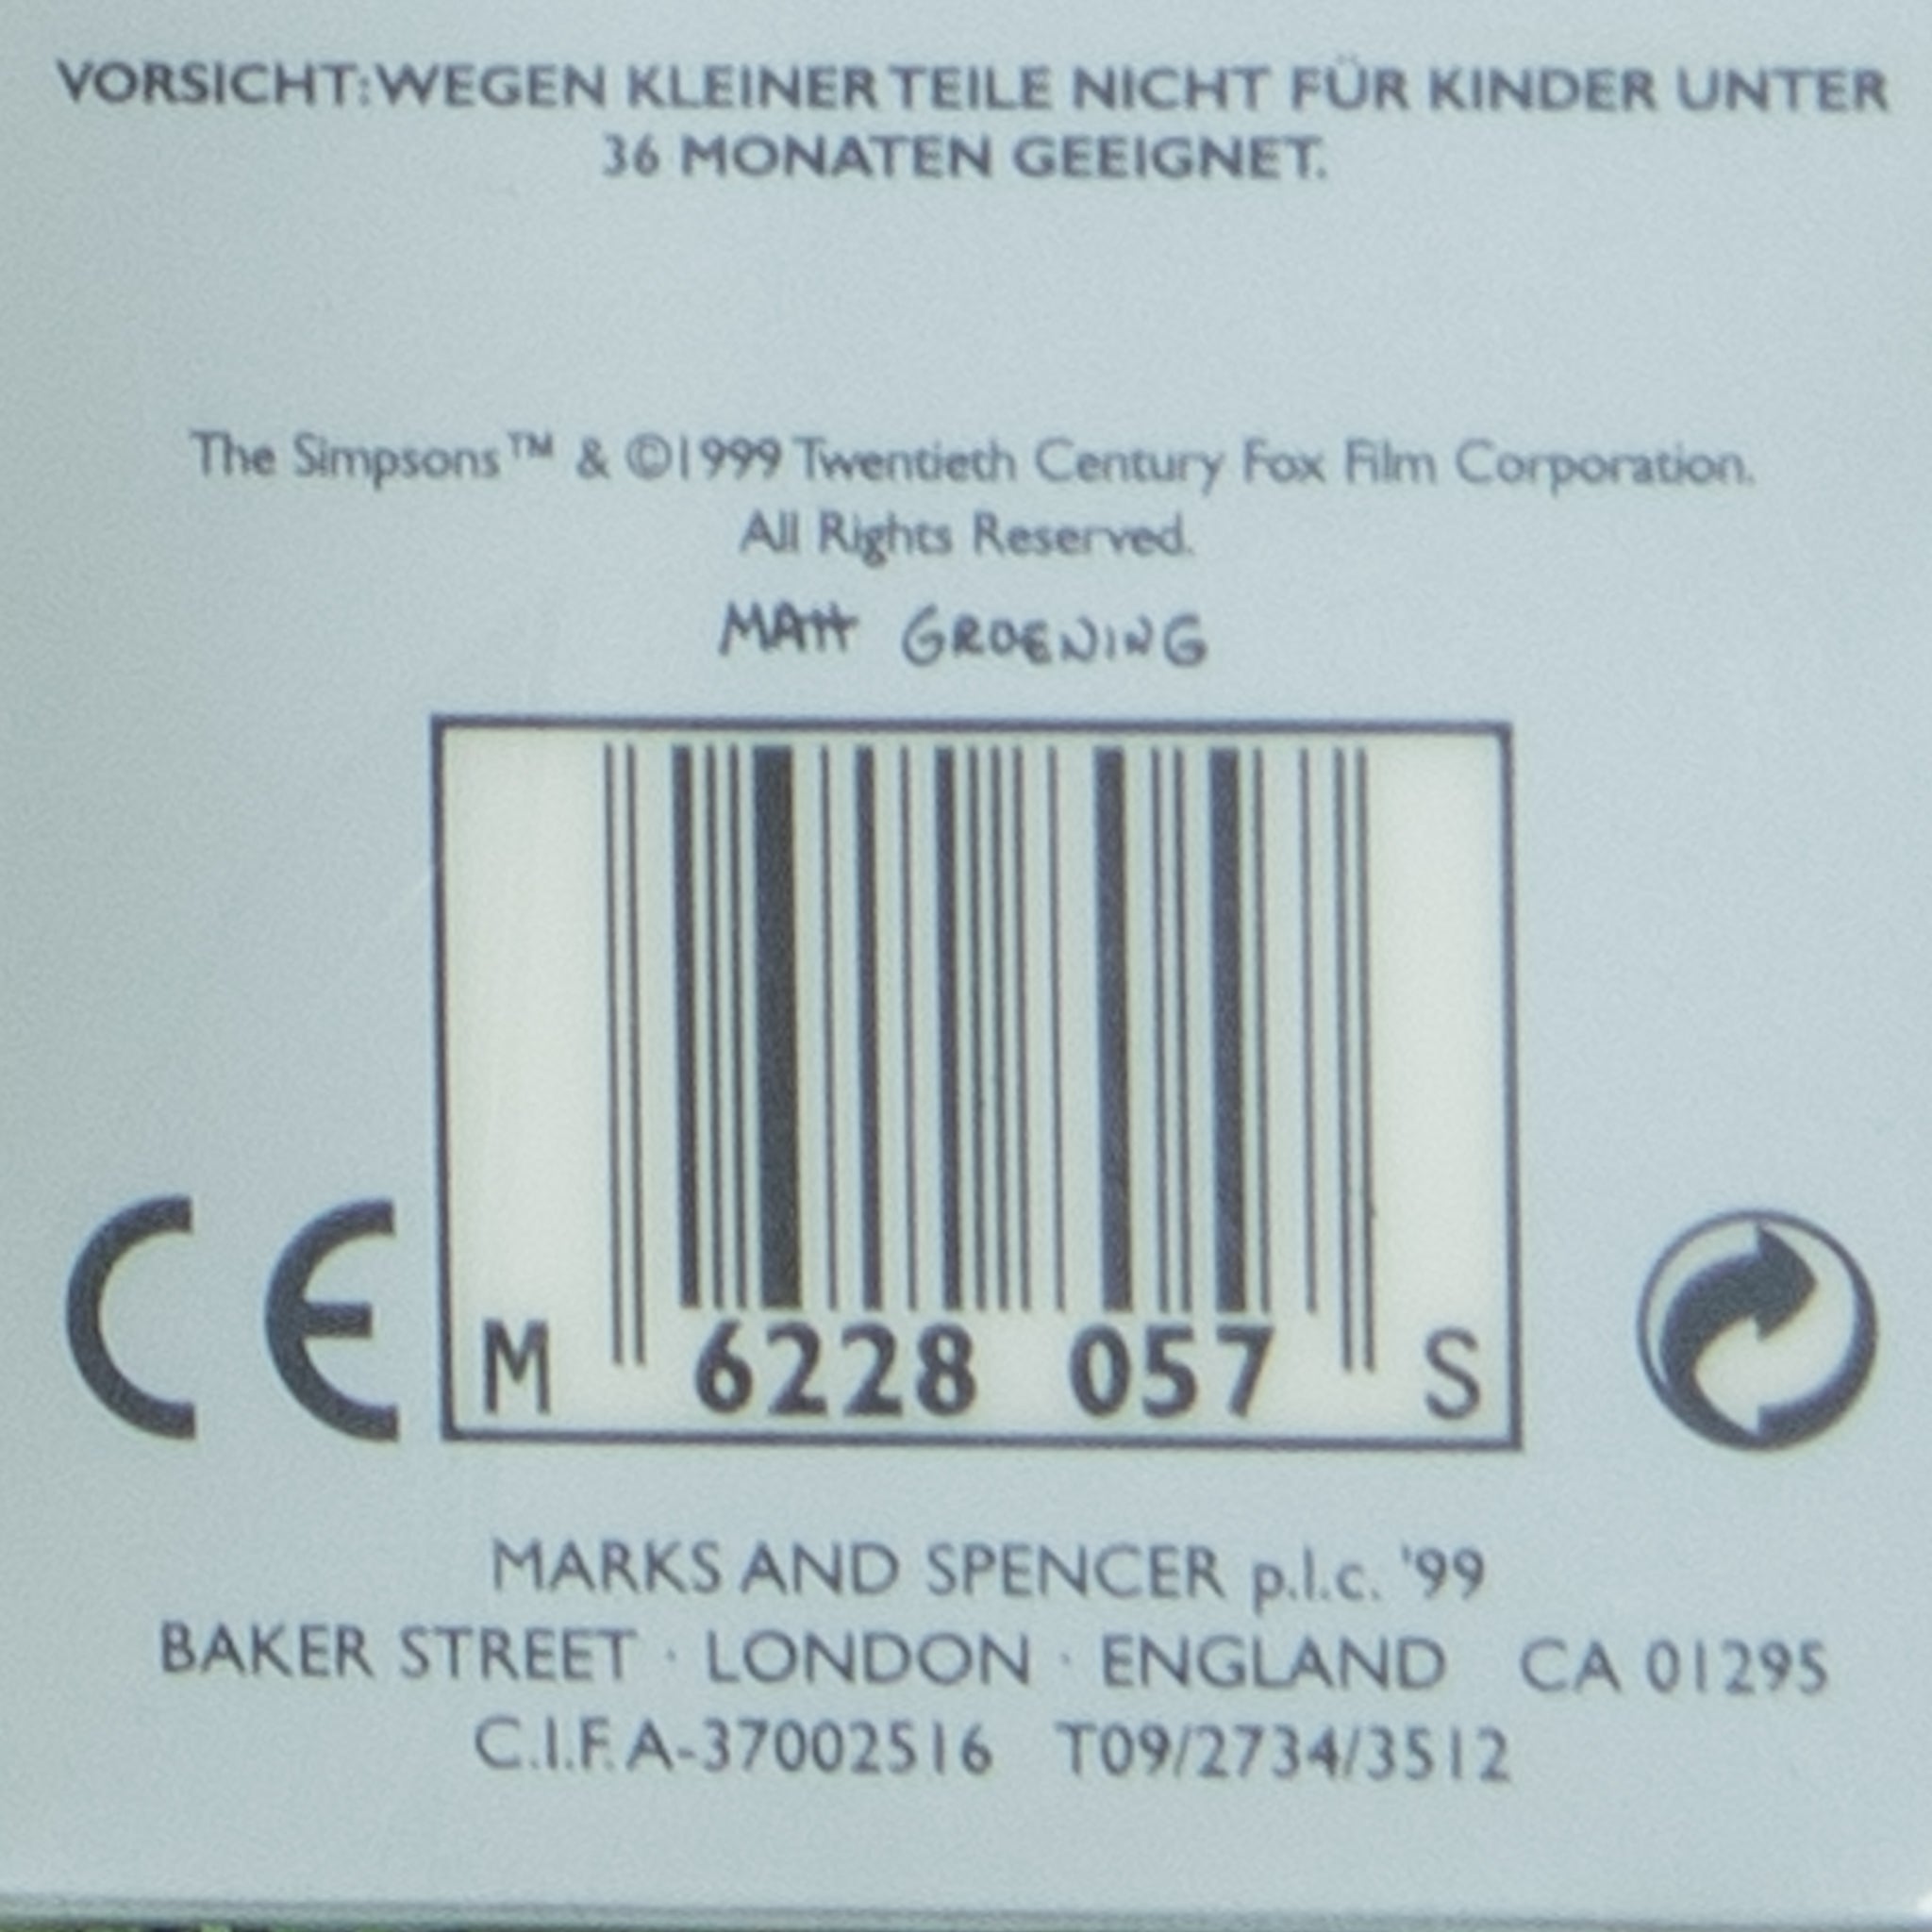 VORSICHT: WEGEN KLEINER TEILE NICHT FÜR KINDER UNTER
36 MONATEN GEEIGNET.
The Simpsons™ & ©1999 Twentieth Century Fox Film Corporation.
All Rights Reserved.
MATT GROENING
M 6228 057 S
CE
MARKS AND SPENCER p.l.c. '99
BAKER STREET · LONDON · ENGLAND CA 01295
C.I.F. A-37002516 T09/2734/3512